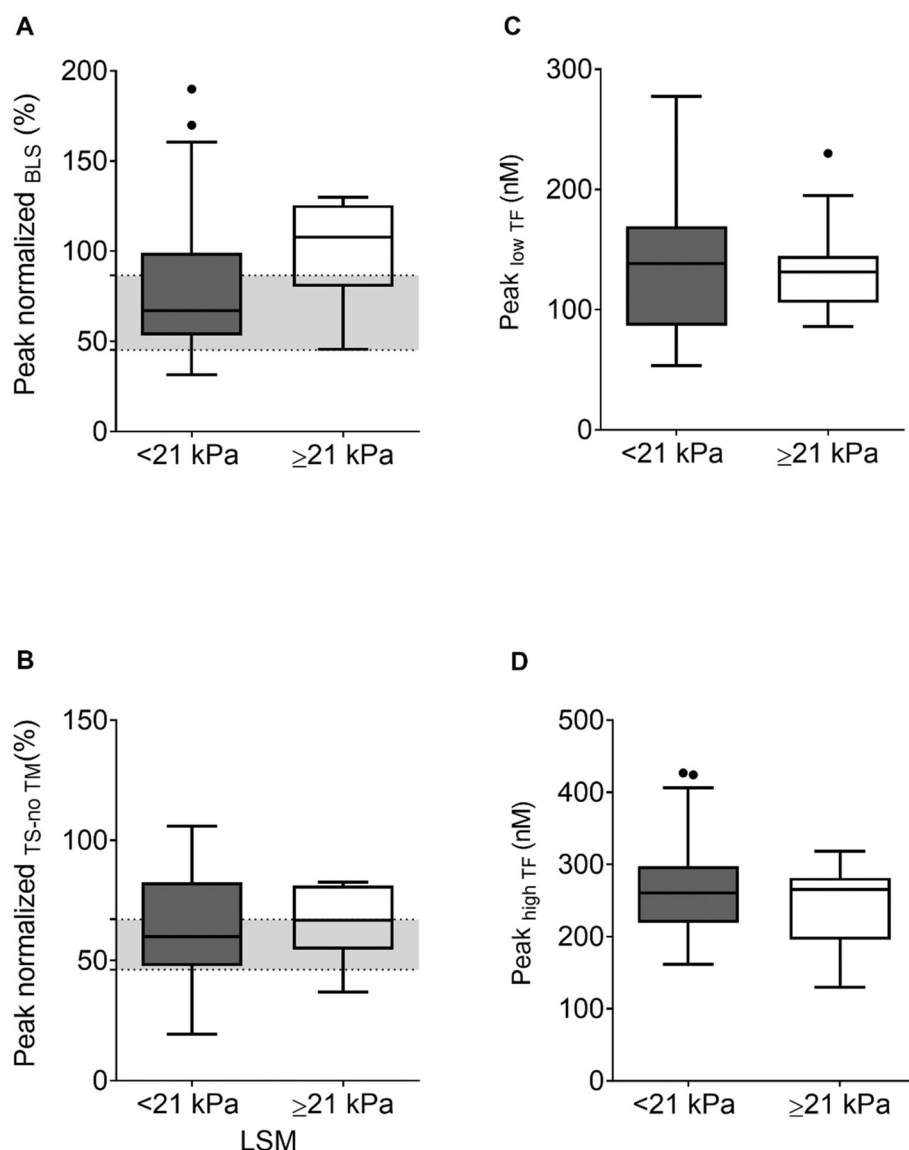 A
Peak normalized BLS (%)
200
150
100
50
0
<21 kPa
≥21 kPa
C
Peak low TF (nM)
300
200
100
0
<21 kPa
≥21 kPa
B
Peak normalized TS-no TM(%)
150
100
50
0
<21 kPa
≥21 kPa
LSM
D
Peak high TF (nM)
500
400
300
200
100
0
<21 kPa
≥21 kPa